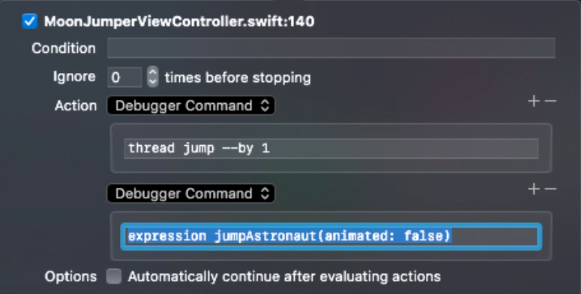 MoonJumperViewController.swift:140
Condition
Ignore 0 times before stopping
Action Debugger Command
thread jump --by 1
Debugger Command
expression jumpAstronaut(animated: false)
Options Automatically continue after evaluating actions